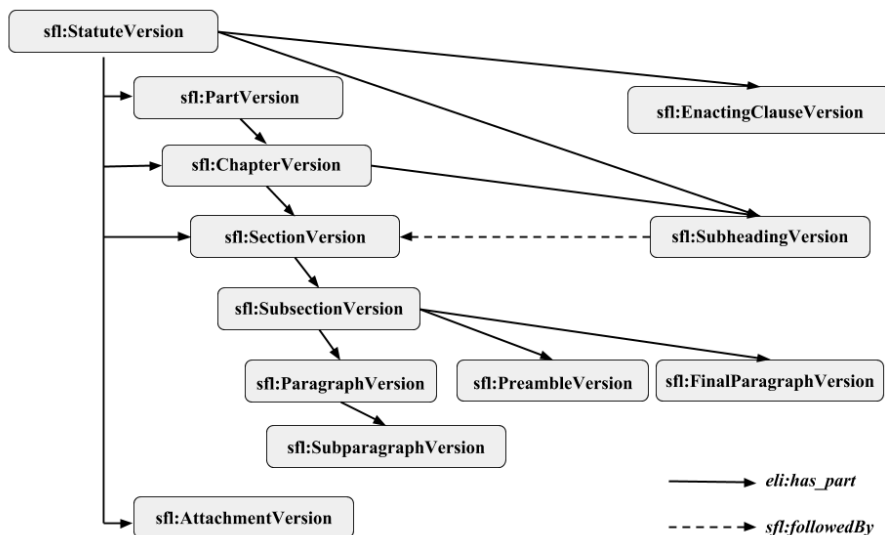 sfl:StatuteVersion
sfl:PartVersion
sfl:EnactingClauseVersion
sfl:ChapterVersion
sfl:SectionVersion
sfl:SubheadingVersion
sfl:SubsectionVersion
sfl:ParagraphVersion
sfl:PreambleVersion
sfl:FinalParagraphVersion
sfl:SubparagraphVersion
eli:has_part
sfl:AttachmentVersion
sfl:followedBy